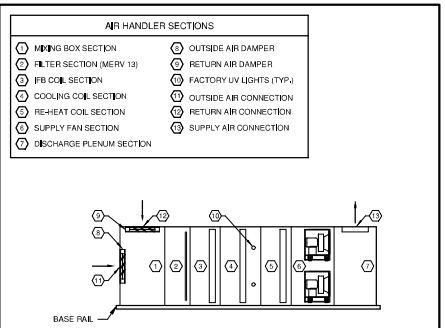 AIR HANDLER SECTIONS
1 MIXING BOX SECTION
2 FILTER SECTION (MERV 13)
3 IFB COIL SECTION
4 COOLING COIL SECTION
5 RE-HEAT COIL SECTION
6 SUPPLY FAN SECTION
7 DISCHARGE PLENUM SECTION
8 OUTSIDE AIR DAMPER
9 RETURN AIR DAMPER
10 FACTORY UV LIGHTS (TYP.)
11 OUTSIDE AIR CONNECTION
12 RETURN AIR CONNECTION
13 SUPPLY AIR CONNECTION
9 12 10 13
8
11 1 2 3 4 5 6 7
BASE RAIL